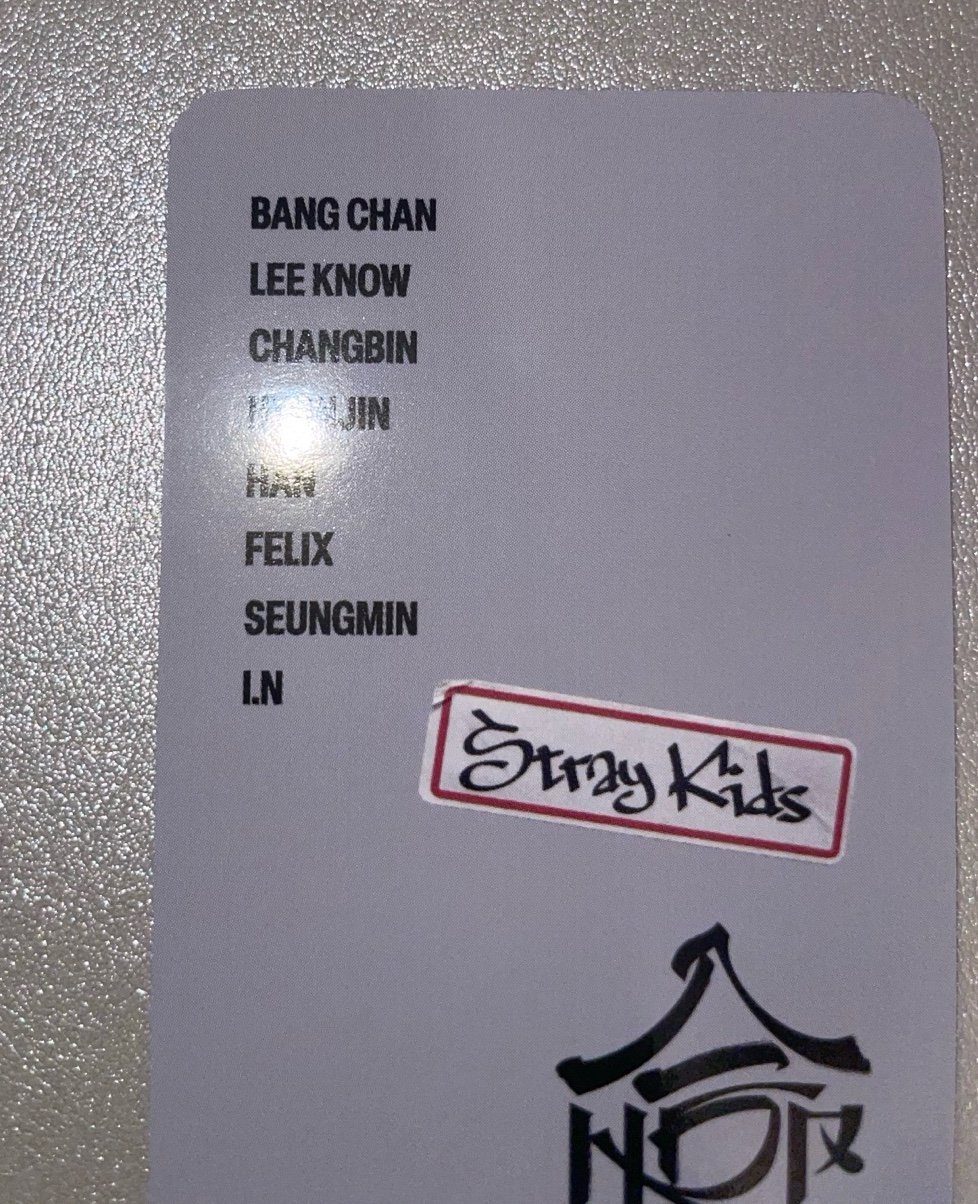 BANG CHAN
LEE KNOW
CHANGBIN
HAN
FELIX
SEUNGMIN
I.N
Stray Kids